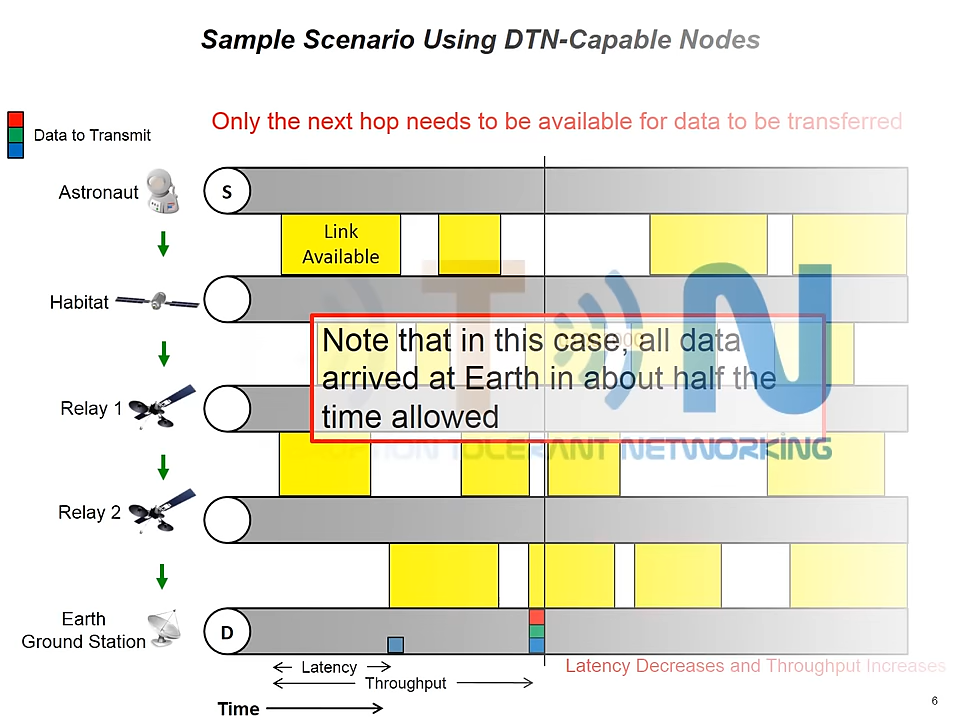 Sample Scenario Using DTN-Capable Nodes
Only the next hop needs to be available for data to be transferred
Data to Transmit
Astronaut
S
Link
Available
Habitat
Note that in this case, all data
arrived at Earth in about half the
time allowed
Relay 1
TOLERANT NETWORKING
Relay 2
Earth
Ground Station
D
Latency
Latency Decreases and Throughput Increases
Throughput
Time
6